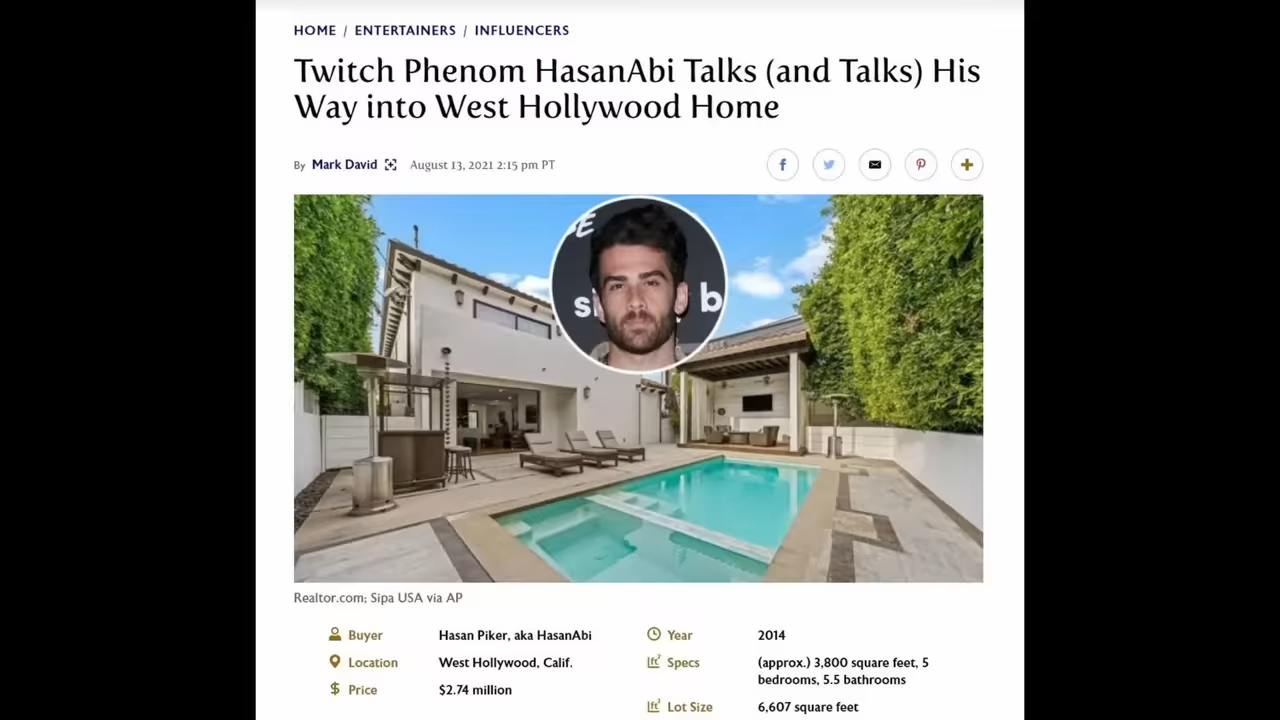 HOME / ENTERTAINERS / INFLUENCERS
Twitch Phenom HasanAbi Talks (and Talks) His
Way into West Hollywood Home
By Mark David August 13, 2021 2:15 pm PT
Realtor.com; Sipa USA via AP
Buyer Hasan Piker, aka HasanAbi
Location West Hollywood, Calif.
Price $2.74 million
Year 2014
Specs (approx.) 3,800 square feet, 5
bedrooms, 5.5 bathrooms
Lot Size 6,607 square feet